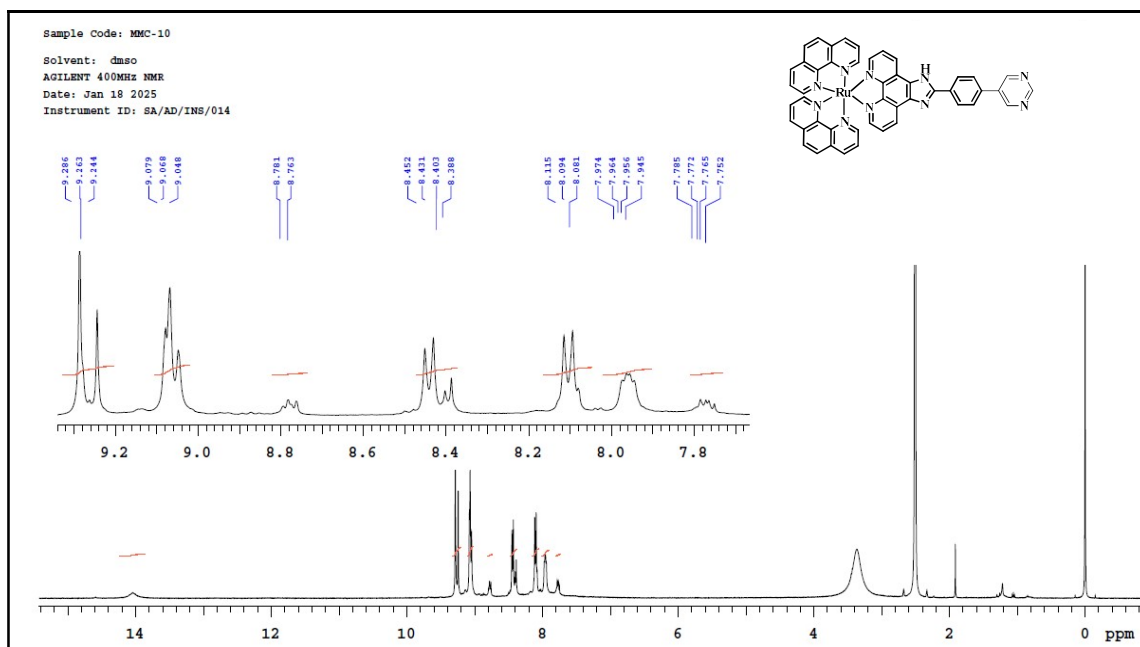 Sample Code: MMC-10
Solvent: dmso
AGILENT 400MHz NMR
Date: Jan 18 2025
Instrument ID: SA/AD/INS/014
H
N
N
N
N
Ru
N
N
N
N
N
N
9.286
9.263
9.244
9.079
9.068
9.048
8.781
8.763
8.452
8.431
8.403
8.388
8.115
8.094
8.081
7.974
7.964
7.956
7.945
7.785
7.772
7.765
7.752
9.2 9.0 8.8 8.6 8.4 8.2 8.0 7.8
14 12 10 8 6 4 2 0 ppm